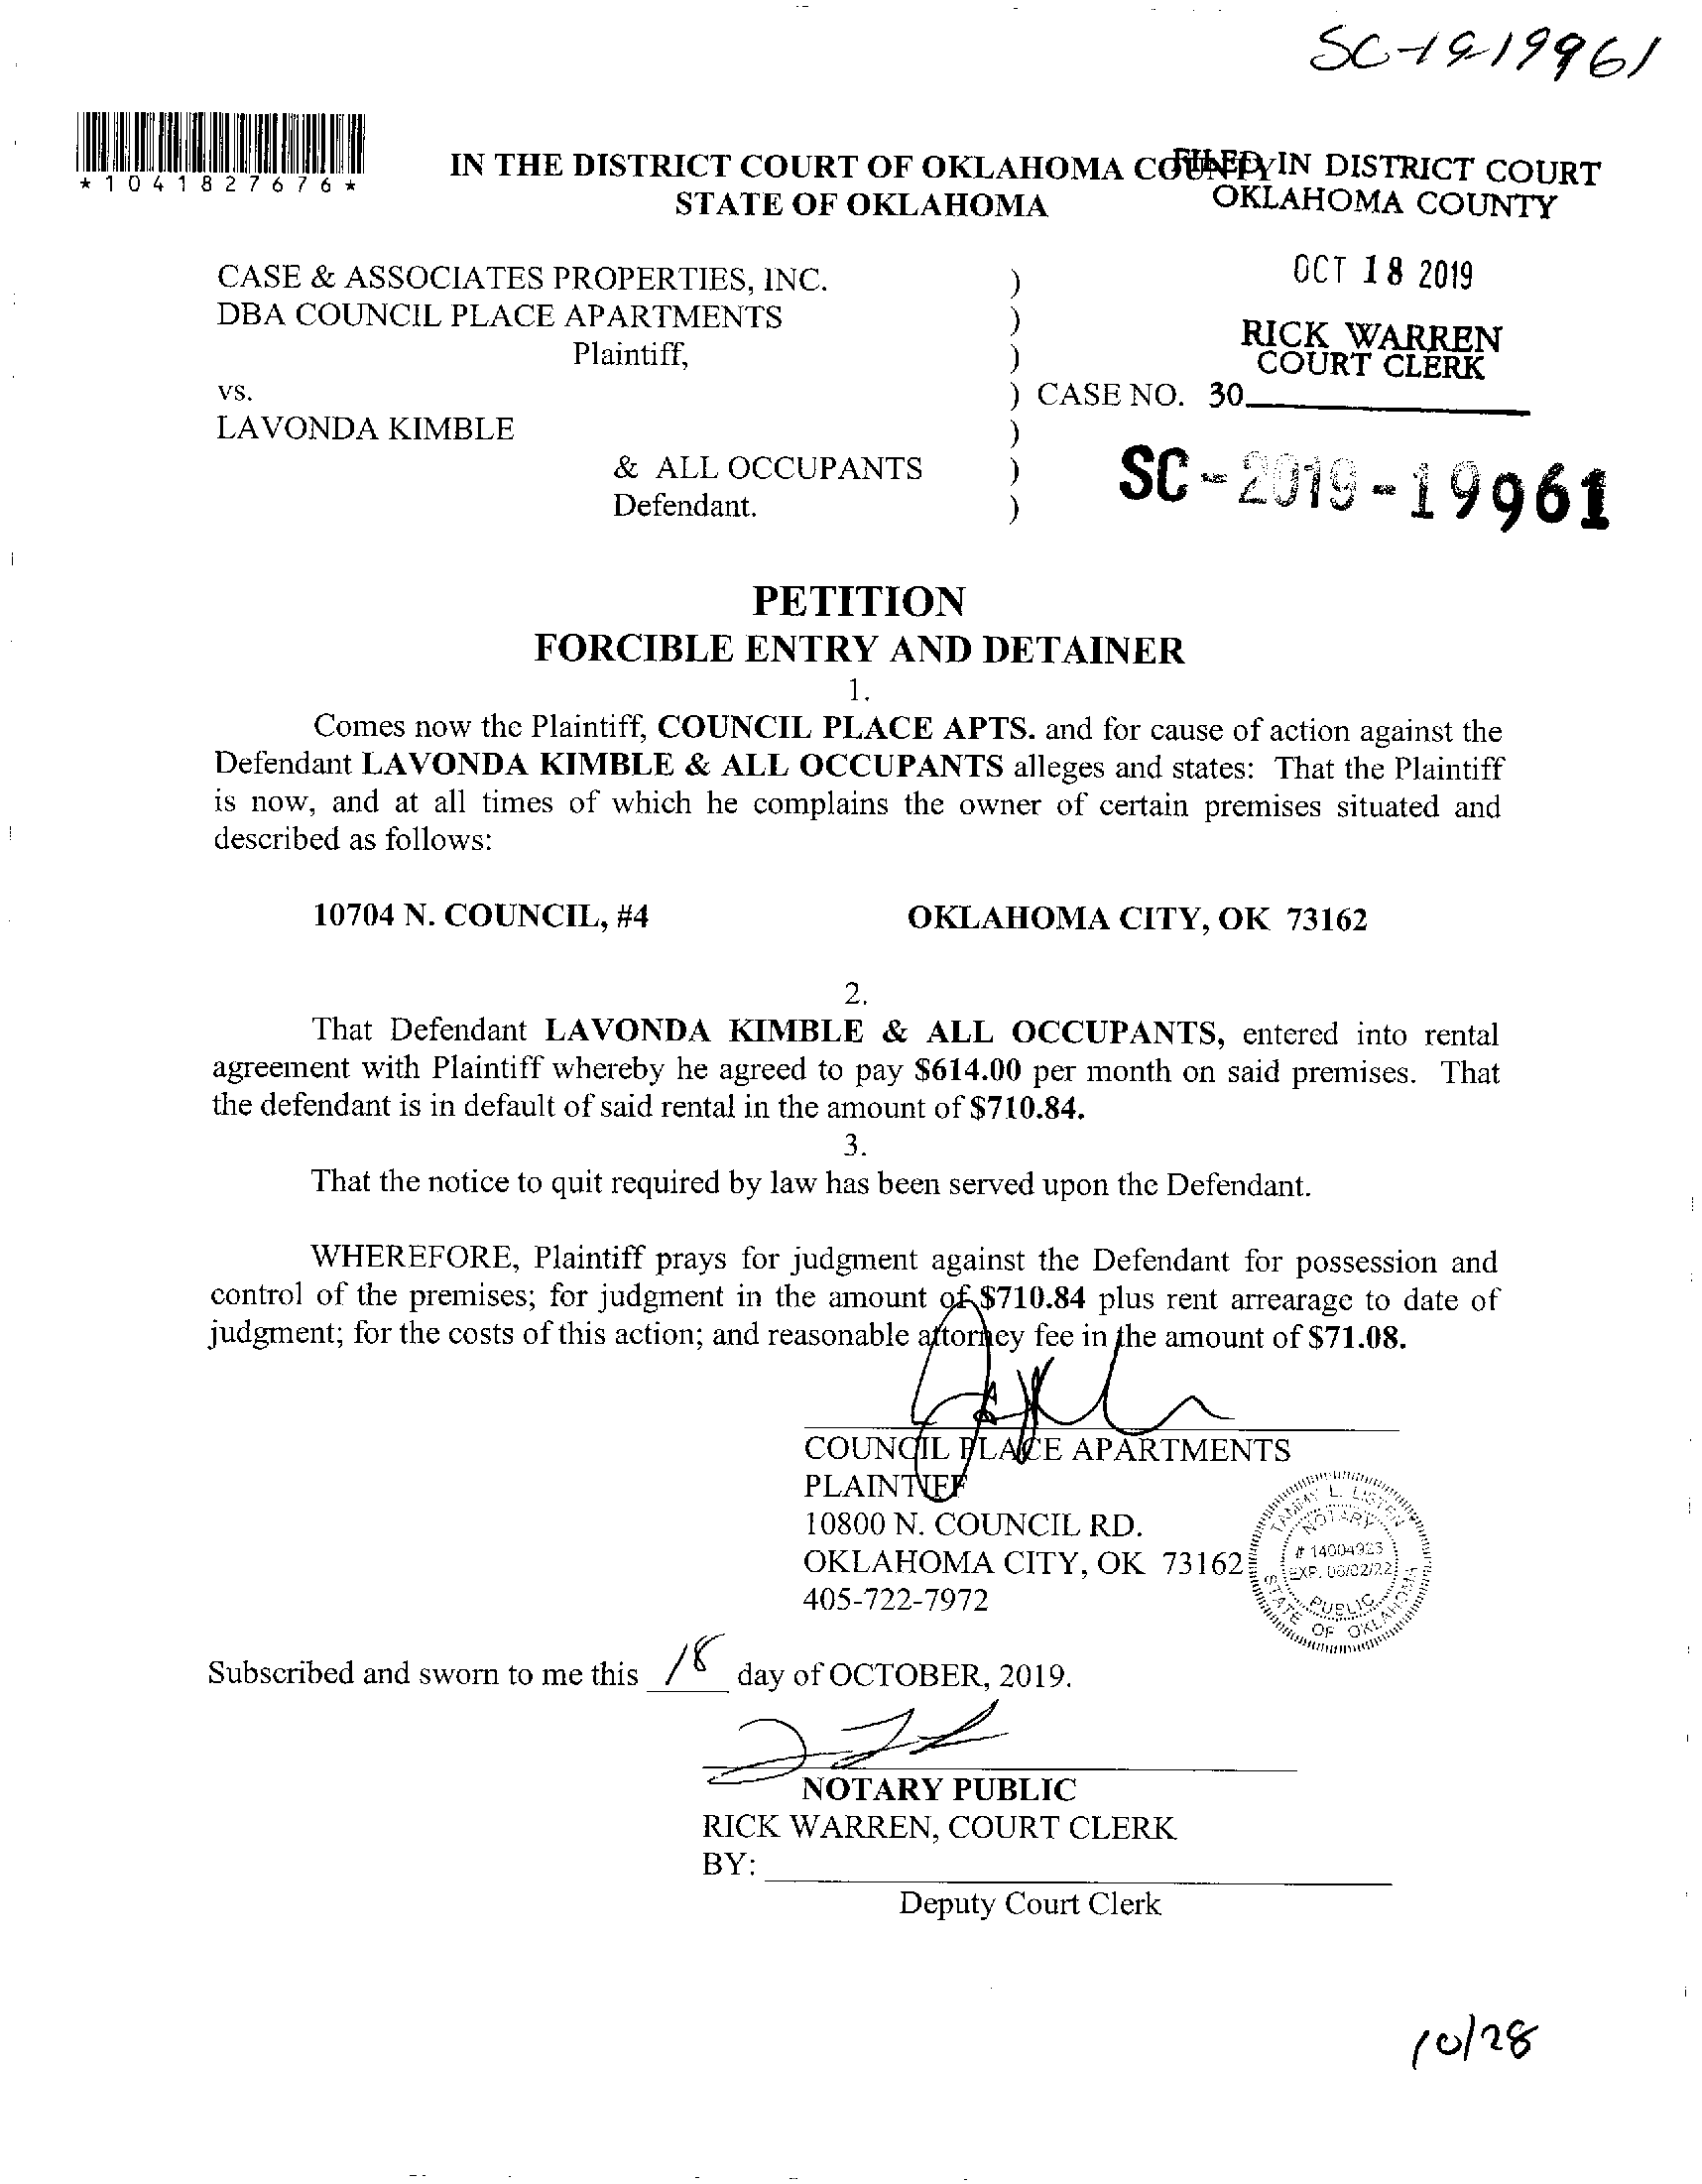 SC-19-19961
*1041827676*
IN THE DISTRICT COURT OF OKLAHOMA COUNTY
STATE OF OKLAHOMA
FILED IN DISTRICT COURT
OKLAHOMA COUNTY
OCT 18 2019
RICK WARREN
COURT CLERK
30
CASE & ASSOCIATES PROPERTIES, INC. )
DBA COUNCIL PLACE APARTMENTS )
Plaintiff, )
vs. ) CASE NO.
LAVONDA KIMBLE )
& ALL OCCUPANTS )
Defendant. )
SC-2019-19961
PETITION
FORCIBLE ENTRY AND DETAINER
1.
Comes now the Plaintiff, COUNCIL PLACE APTS. and for cause of action against the
Defendant LAVONDA KIMBLE & ALL OCCUPANTS alleges and states: That the Plaintiff
is now, and at all times of which he complains the owner of certain premises situated and
described as follows:
10704 N. COUNCIL, #4 OKLAHOMA CITY, OK 73162
2.
That Defendant LAVONDA KIMBLE & ALL OCCUPANTS, entered into rental
agreement with Plaintiff whereby he agreed to pay $614.00 per month on said premises. That
the defendant is in default of said rental in the amount of $710.84.
3.
That the notice to quit required by law has been served upon the Defendant.
WHEREFORE, Plaintiff prays for judgment against the Defendant for possession and
control of the premises; for judgment in the amount of $710.84 plus rent arrearage to date of
judgment; for the costs of this action; and reasonable attorney fee in the amount of $71.08.
COUNCIL PLACE APARTMENTS
PLAINTIFF
10800 N. COUNCIL RD.
OKLAHOMA CITY, OK 73162
405-722-7972
TAMMY L. LISTEN
NOTARY
# 14004923
EXP. 06/02/22
PUBLIC
STATE OF OKLAHOMA
Subscribed and sworn to me this 18 day of OCTOBER, 2019.
NOTARY PUBLIC
RICK WARREN, COURT CLERK
BY:
Deputy Court Clerk
10/28